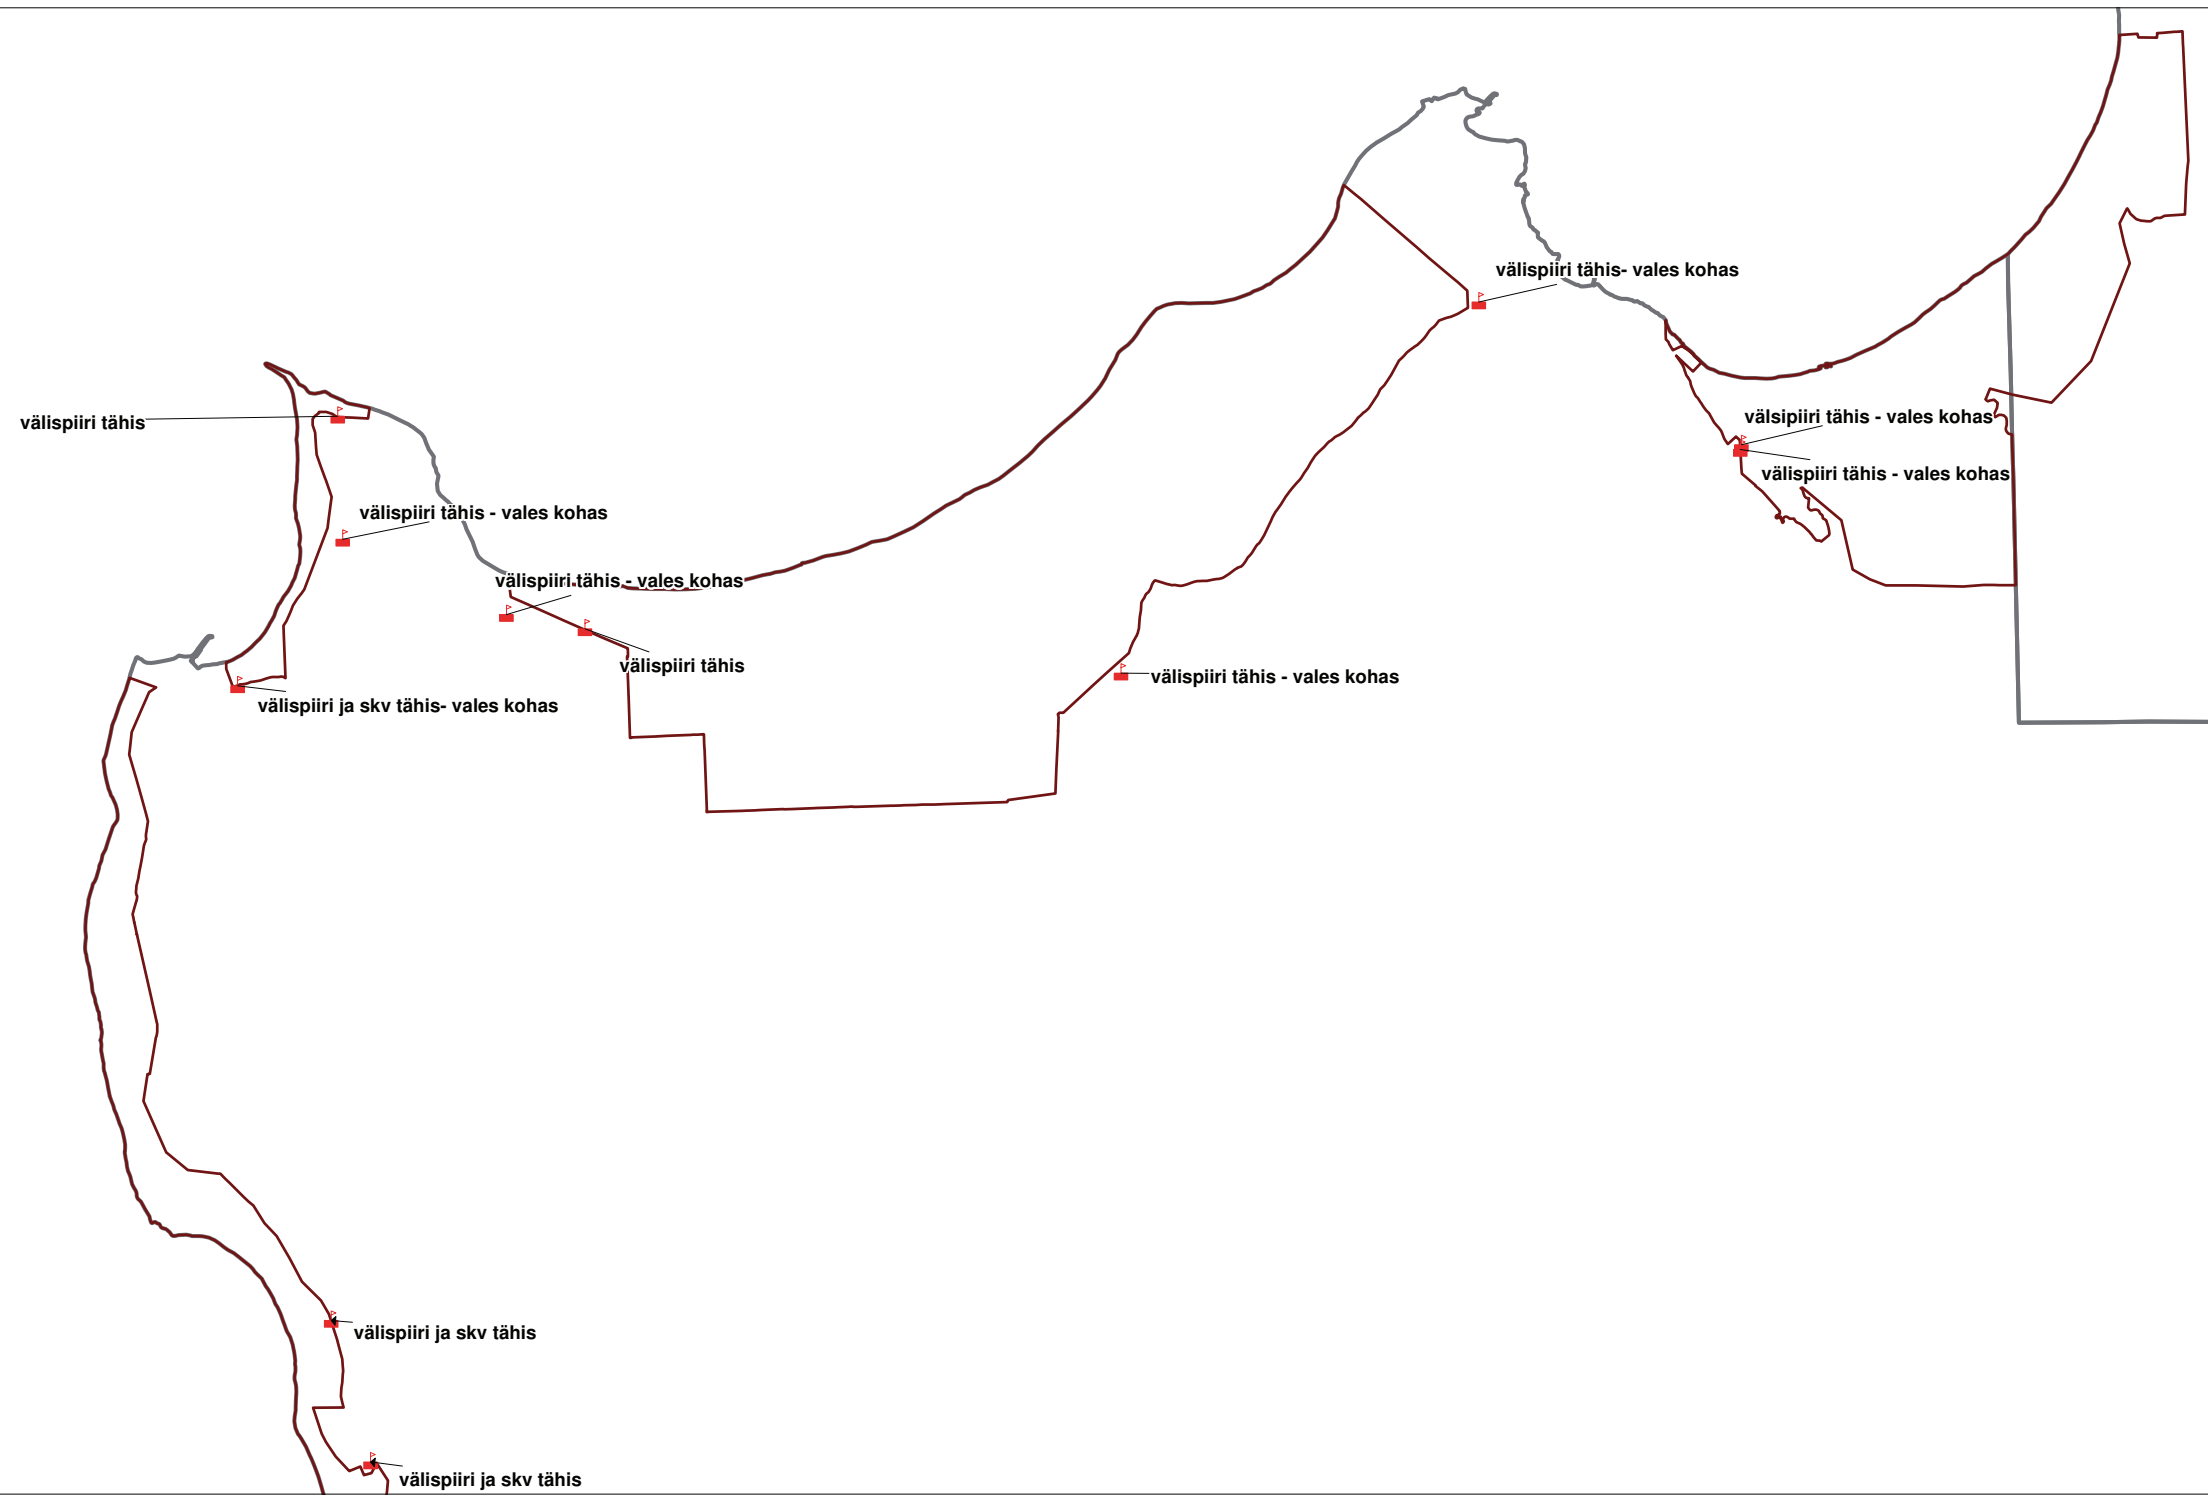 välispiiri tähis- vales kohas
välispiiri tähis
välsipiiri tähis - vales kohas
välispiiri tähis - vales kohas
välispiiri tähis - vales kohas
välispiiri tähis - vales kohas
välispiiri tähis
välispiiri tähis - vales kohas
välispiiri ja skv tähis- vales kohas
välispiiri ja skv tähis
välispiiri ja skv tähis